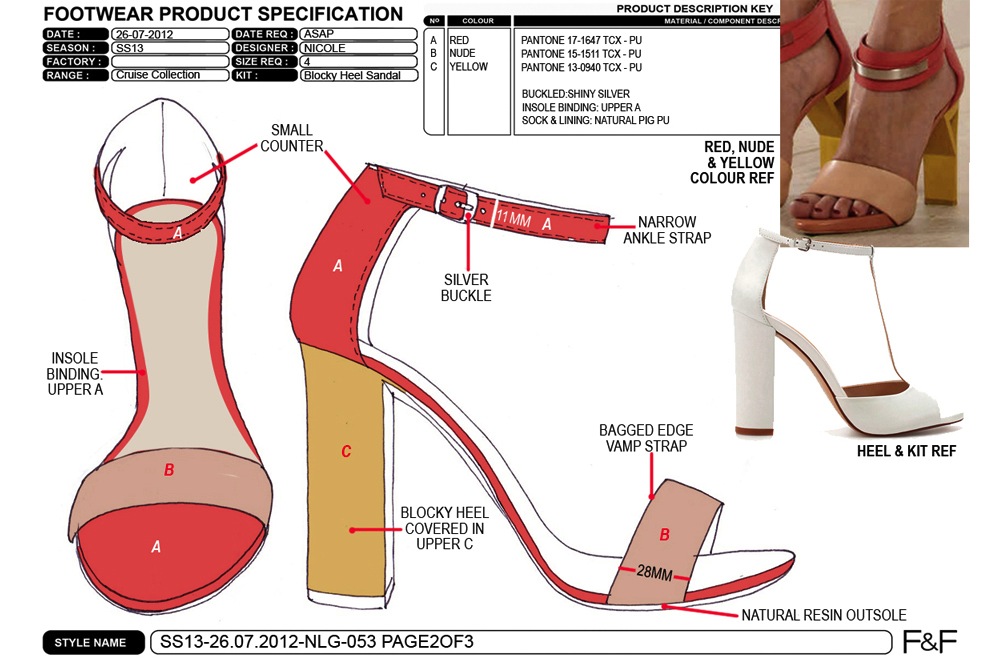 FOOTWEAR PRODUCT SPECIFICATION
DATE : 26-07-2012 DATE REQ : ASAP
SEASON : SS13 DESIGNER : NICOLE
FACTORY : SIZE REQ : 4
RANGE : Cruise Collection KIT : Blocky Heel Sandal
PRODUCT DESCRIPTION KEY
Nº COLOUR MATERIAL / COMPONENT DESCR
A RED PANTONE 17-1647 TCX - PU
B NUDE PANTONE 15-1511 TCX - PU
C YELLOW PANTONE 13-0940 TCX - PU
BUCKLED:SHINY SILVER
INSOLE BINDING: UPPER A
SOCK & LINING: NATURAL PIG PU
RED, NUDE
& YELLOW
COLOUR REF
SMALL
COUNTER
A
A
11MM A
NARROW
ANKLE STRAP
SILVER
BUCKLE
INSOLE
BINDING:
UPPER A
B
A
C
BLOCKY HEEL
COVERED IN
UPPER C
BAGGED EDGE
VAMP STRAP
B
28MM
HEEL & KIT REF
NATURAL RESIN OUTSOLE
STYLE NAME SS13-26.07.2012-NLG-053 PAGE2OF3
F&F